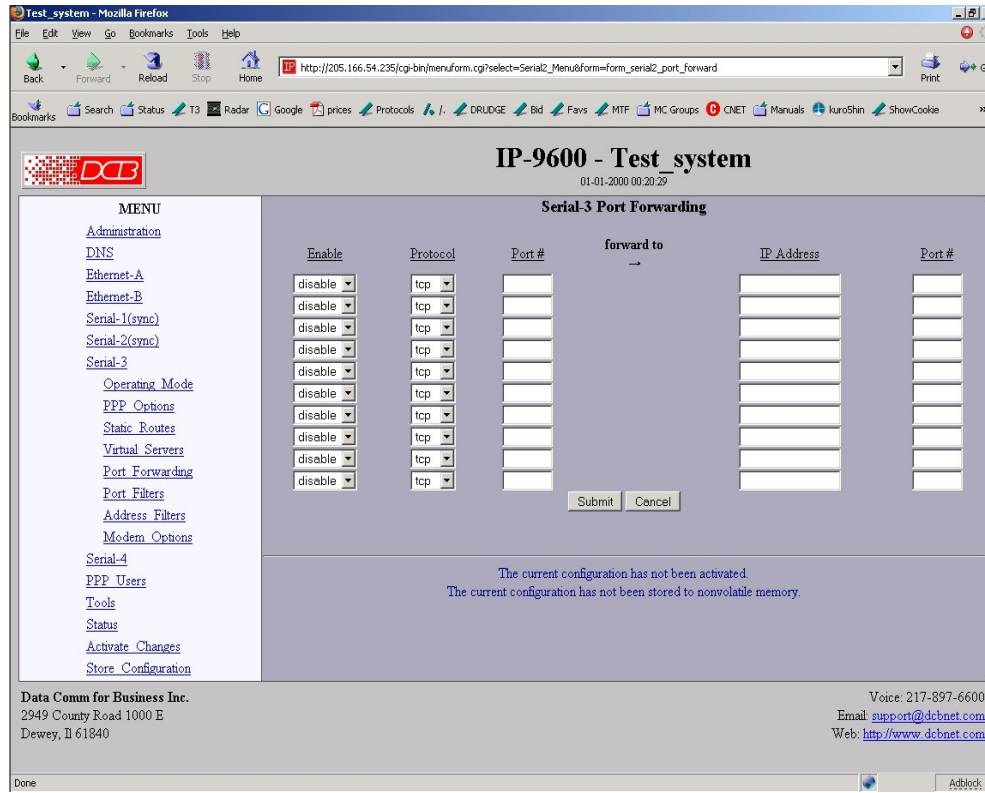 Test_system - Mozilla Firefox
File Edit View Go Bookmarks Tools Help
Back Forward Reload Stop Home
http://205.166.54.235/cgi-bin/menuform.cgi?select=Serial2_Menu&form=form_serial2_port_forward
Print
Bookmarks Search Status T3 Radar Google prices Protocols /. DRUDGE Bid Favs MTF MC Groups CNET Manuals kuro5hin ShowCookie »
DCB
IP-9600 - Test_system
01-01-2000 00:20:29
MENU
Administration
DNS
Ethernet-A
Ethernet-B
Serial-1(sync)
Serial-2(sync)
Serial-3
Operating Mode
PPP Options
Static Routes
Virtual Servers
Port Forwarding
Port Filters
Address Filters
Modem Options
Serial-4
PPP Users
Tools
Status
Activate Changes
Store Configuration
Serial-3 Port Forwarding
Enable Protocol Port # forward to → IP Address Port #
disable tcp
disable tcp
disable tcp
disable tcp
disable tcp
disable tcp
disable tcp
disable tcp
disable tcp
disable tcp
Submit Cancel
The current configuration has not been activated.
The current configuration has not been stored to nonvolatile memory.
Data Comm for Business Inc.
2949 County Road 1000 E
Dewey, Il 61840
Voice: 217-897-6600
Email: support@dcbnet.com
Web: http://www.dcbnet.com
Done
Adblock